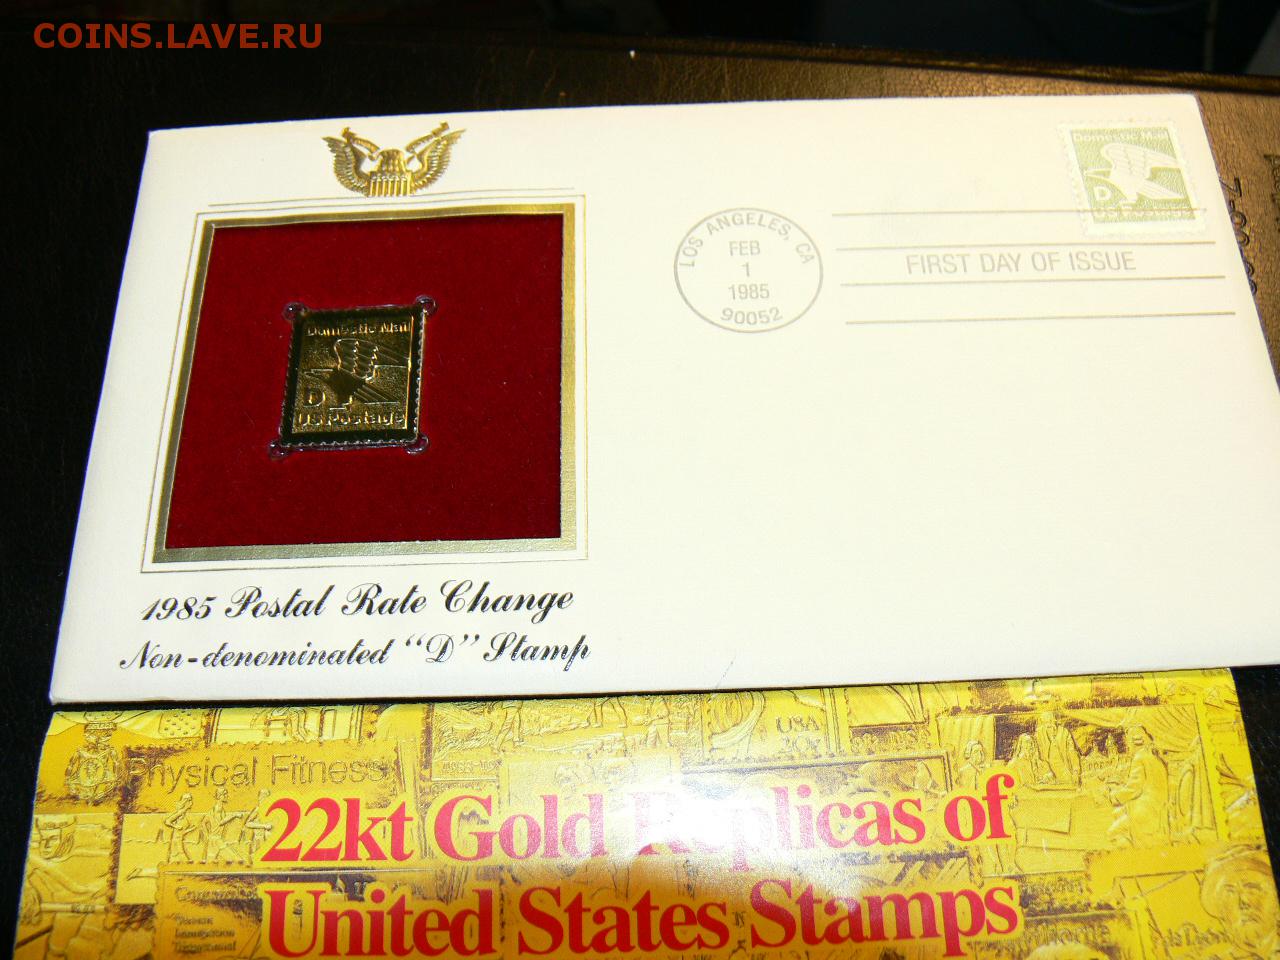 COINS.LAVE.RU
Domestic Mail
D
US Postage
LOS ANGELES, CA
FEB
1
1985
90052
FIRST DAY OF ISSUE
Domestic Mail
D
US Postage
1985 Postal Rate Change
Non-denominated “D” Stamp
Physical Fitness
USA
20c
22kt Gold Replicas of
United States Stamps